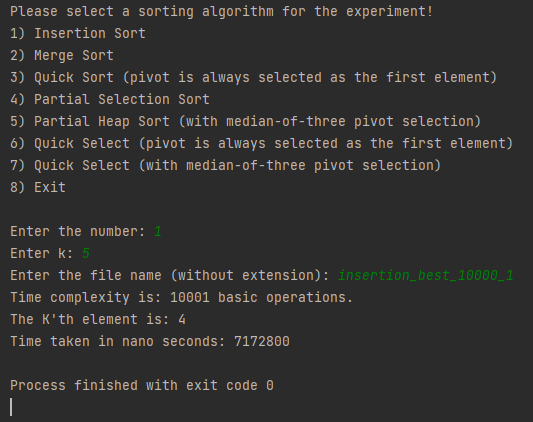 Please select a sorting algorithm for the experiment!
1) Insertion Sort
2) Merge Sort
3) Quick Sort (pivot is always selected as the first element)
4) Partial Selection Sort
5) Partial Heap Sort (with median-of-three pivot selection)
6) Quick Select (pivot is always selected as the first element)
7) Quick Select (with median-of-three pivot selection)
8) Exit
Enter the number: 1
Enter k: 5
Enter the file name (without extension): insertion_best_10000_1
Time complexity is: 10001 basic operations.
The K'th element is: 4
Time taken in nano seconds: 7172800
Process finished with exit code 0